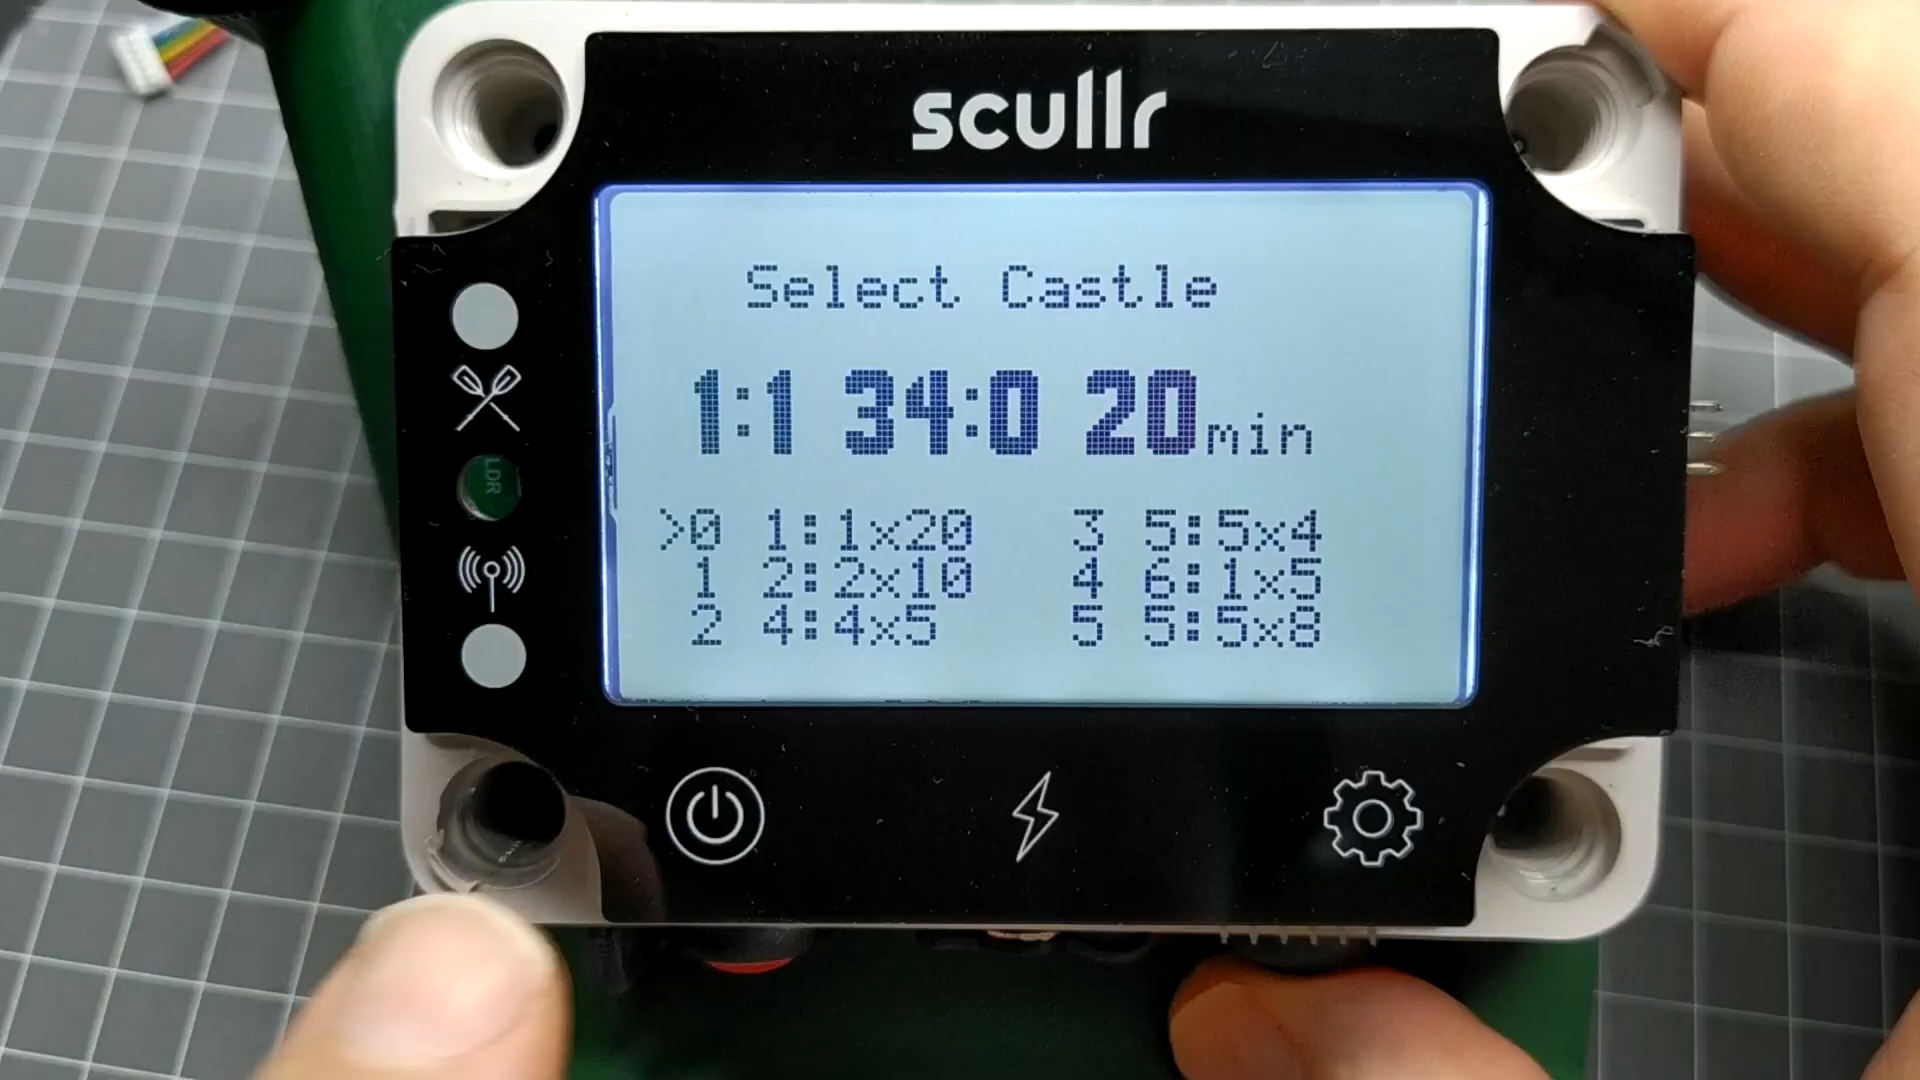 scullr
Select Castle
1:1 34:0 20min
>0 1:1x20 3 5:5x4
1 2:2x10 4 6:1x5
2 4:4x5 5 5:5x8
LDR